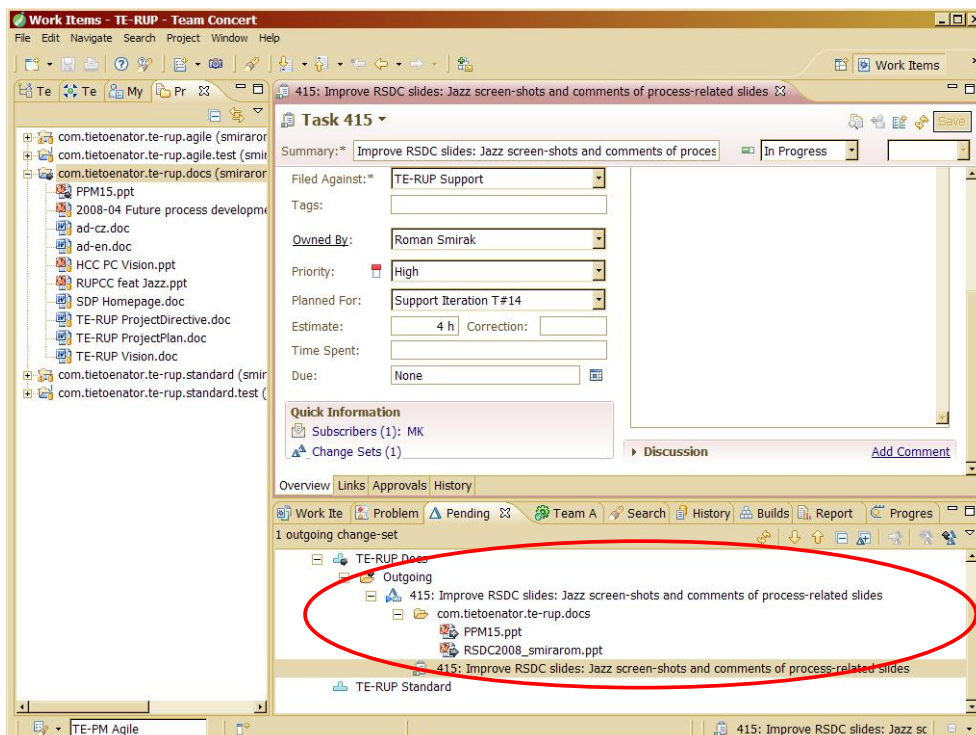 Work Items - TE-RUP - Team Concert
File Edit Navigate Search Project Window Help
Work Items
Te Te My Pr
com.tietoenator.te-rup.agile (smiraror
com.tietoenator.te-rup.agile.test (smir
com.tietoenator.te-rup.docs (smiraror
PPM15.ppt
2008-04 Future process developme
ad-cz.doc
ad-en.doc
HCC PC Vision.ppt
RUPCC feat Jazz.ppt
SDP Homepage.doc
TE-RUP ProjectDirective.doc
TE-RUP ProjectPlan.doc
TE-RUP Vision.doc
com.tietoenator.te-rup.standard (smir
com.tietoenator.te-rup.standard.test (
415: Improve RSDC slides: Jazz screen-shots and comments of process-related slides
Task 415
Save
Summary:* Improve RSDC slides: Jazz screen-shots and comments of proces In Progress
Filed Against:* TE-RUP Support
Tags:
Owned By: Roman Smirak
Priority: High
Planned For: Support Iteration T#14
Estimate: 4 h Correction:
Time Spent:
Due: None
Quick Information
Subscribers (1): MK
Change Sets (1)
Discussion Add Comment
Overview Links Approvals History
Work Ite Problem Pending Team A Search History Builds Report Progres
1 outgoing change-set
TE-RUP Docs
Outgoing
415: Improve RSDC slides: Jazz screen-shots and comments of process-related slides
com.tietoenator.te-rup.docs
PPM15.ppt
RSDC2008_smirarom.ppt
415: Improve RSDC slides: Jazz screen-shots and comments of process-related slides
TE-RUP Standard
TE-PM Agile
415: Improve RSDC slides: Jazz sc